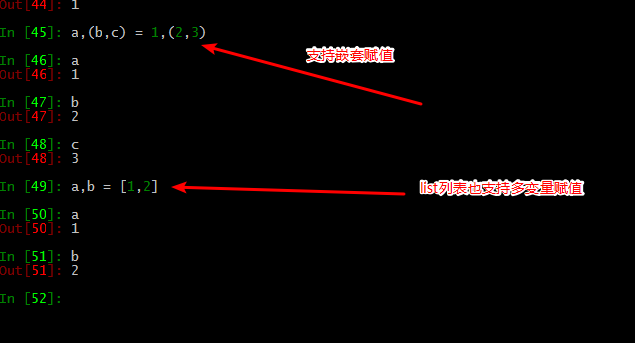 Out[44]: 1
In [45]: a,(b,c) = 1,(2,3)
支持嵌套赋值
In [46]: a
Out[46]: 1
In [47]: b
Out[47]: 2
In [48]: c
Out[48]: 3
In [49]: a,b = [1,2]
list列表也支持多变量赋值
In [50]: a
Out[50]: 1
In [51]: b
Out[51]: 2
In [52]: